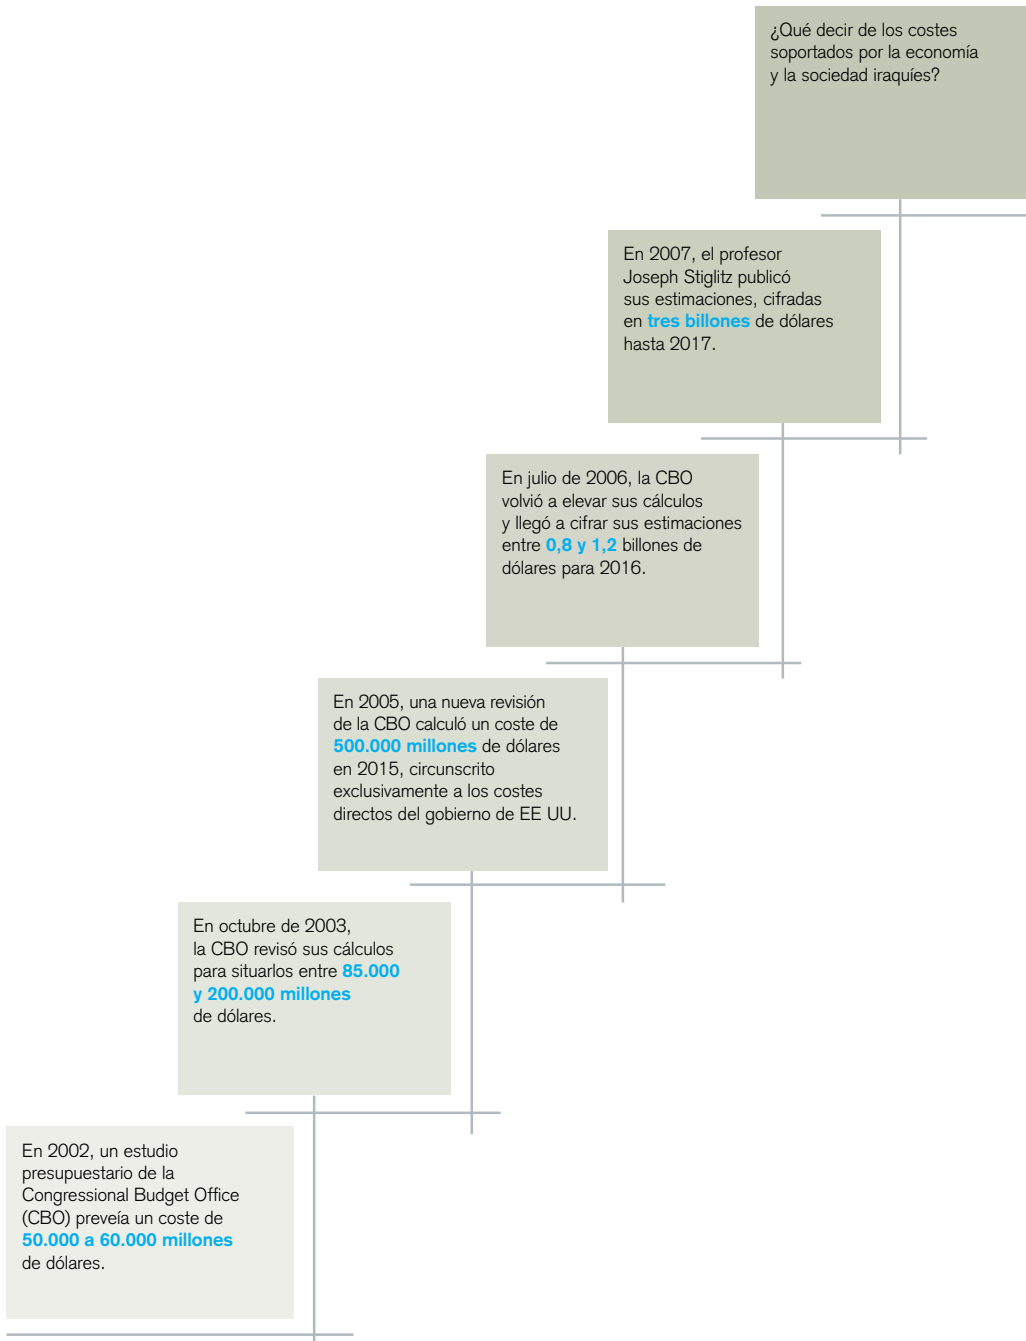 ¿Qué decir de los costes
soportados por la economía
y la sociedad iraquíes?
En 2007, el profesor
Joseph Stiglitz publicó
sus estimaciones, cifradas
en tres billones de dólares
hasta 2017.
En julio de 2006, la CBO
volvió a elevar sus cálculos
y llegó a cifrar sus estimaciones
entre 0,8 y 1,2 billones de
dólares para 2016.
En 2005, una nueva revisión
de la CBO calculó un coste de
500.000 millones de dólares
en 2015, circunscrito
exclusivamente a los costes
directos del gobierno de EE UU.
En octubre de 2003,
la CBO revisó sus cálculos
para situarlos entre 85.000
y 200.000 millones
de dólares.
En 2002, un estudio
presupuestario de la
Congressional Budget Office
(CBO) preveía un coste de
50.000 a 60.000 millones
de dólares.